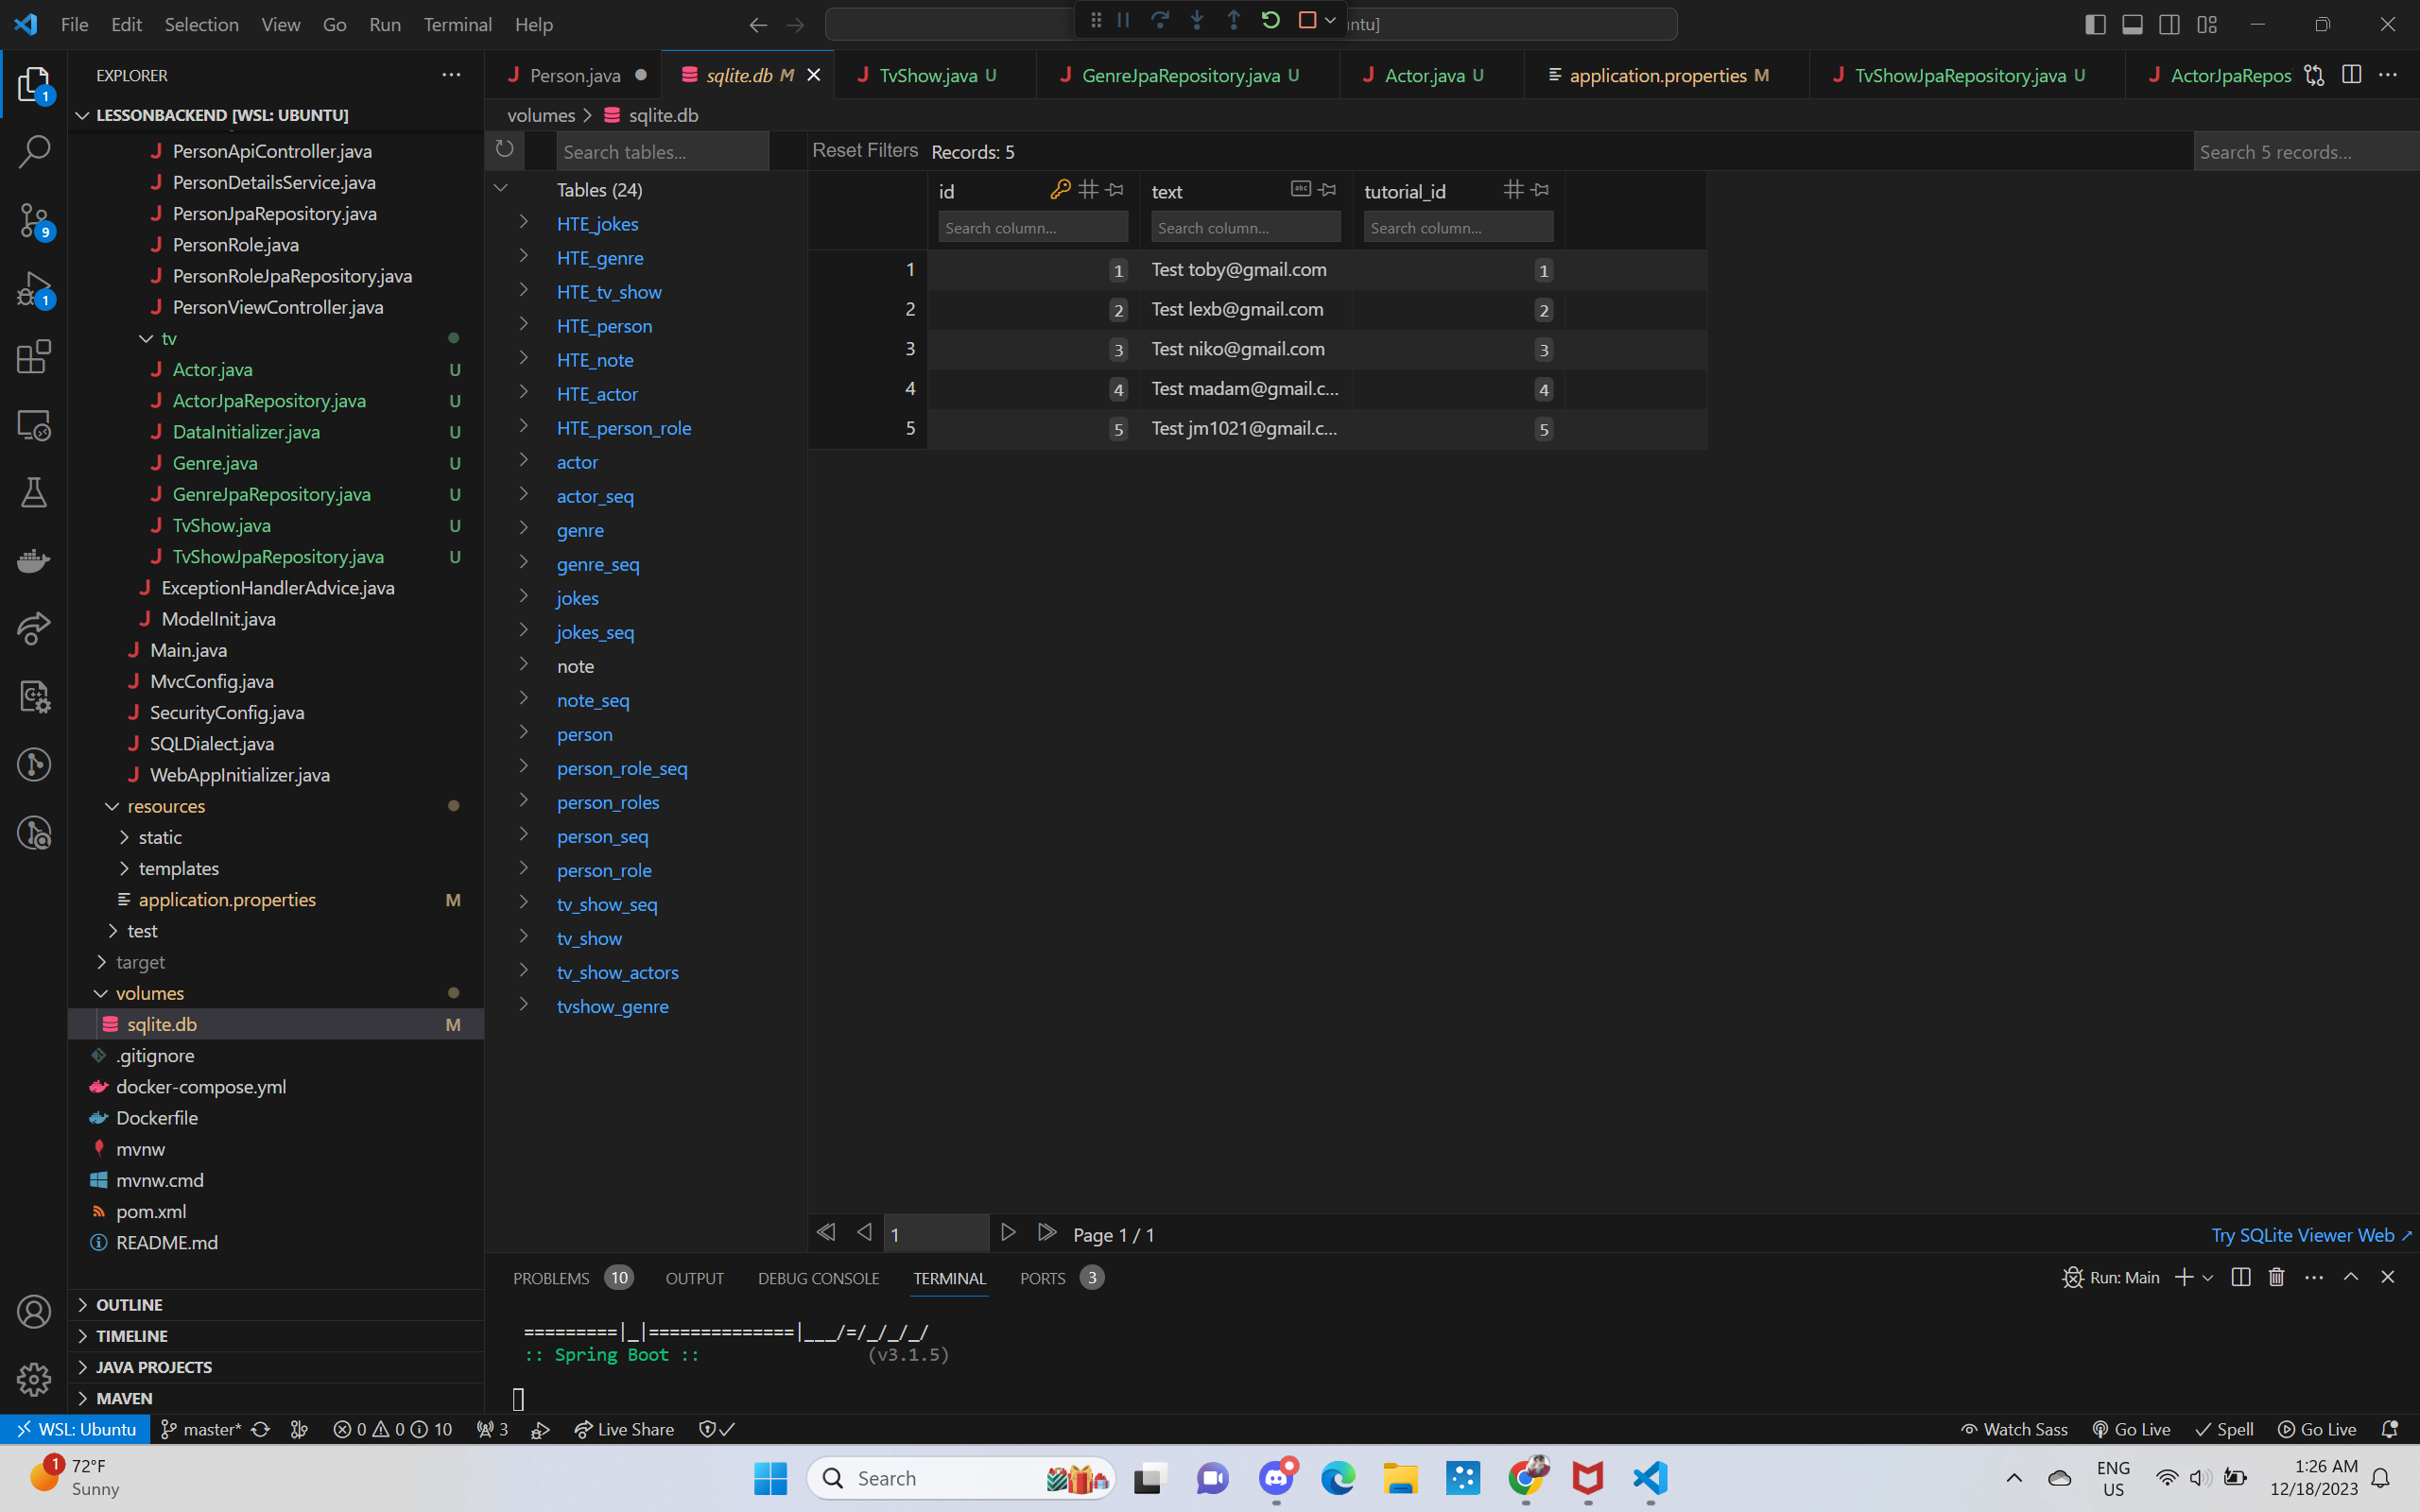 File Edit Selection View Go Run Terminal Help
ntu]
EXPLORER
LESSONBACKEND [WSL: UBUNTU]
PersonApiController.java
PersonDetailsService.java
PersonJpaRepository.java
PersonRole.java
PersonRoleJpaRepository.java
PersonViewController.java
tv
Actor.java U
ActorJpaRepository.java U
DataInitializer.java U
Genre.java U
GenreJpaRepository.java U
TvShow.java U
TvShowJpaRepository.java U
ExceptionHandlerAdvice.java
ModelInit.java
Main.java
MvcConfig.java
SecurityConfig.java
SQLDialect.java
WebAppInitializer.java
resources
static
templates
application.properties M
test
target
volumes
sqlite.db M
.gitignore
docker-compose.yml
Dockerfile
mvnw
mvnw.cmd
pom.xml
README.md
OUTLINE
TIMELINE
JAVA PROJECTS
MAVEN
1
9
1
Person.java sqlite.db M TvShow.java U GenreJpaRepository.java U Actor.java U application.properties M TvShowJpaRepository.java U ActorJpaRepos
volumes > sqlite.db
Search tables...
Tables (24)
HTE_jokes
HTE_genre
HTE_tv_show
HTE_person
HTE_note
HTE_actor
HTE_person_role
actor
actor_seq
genre
genre_seq
jokes
jokes_seq
note
note_seq
person
person_role_seq
person_roles
person_seq
person_role
tv_show_seq
tv_show
tv_show_actors
tvshow_genre
Reset Filters Records: 5 Search 5 records...
id text tutorial_id
Search column... Search column... Search column...
1 1 Test toby@gmail.com 1
2 2 Test lexb@gmail.com 2
3 3 Test niko@gmail.com 3
4 4 Test madam@gmail.c... 4
5 5 Test jm1021@gmail.c... 5
1 Page 1 / 1 Try SQLite Viewer Web ↗
PROBLEMS 10 OUTPUT DEBUG CONSOLE TERMINAL PORTS 3 Run: Main
=========|_|==============|___/=/_/_/_/
:: Spring Boot :: (v3.1.5)
WSL: Ubuntu master* 0 0 10 3 Live Share Watch Sass Go Live Spell Go Live
1
72°F
Sunny
Search
ENG
US
1:26 AM
12/18/2023